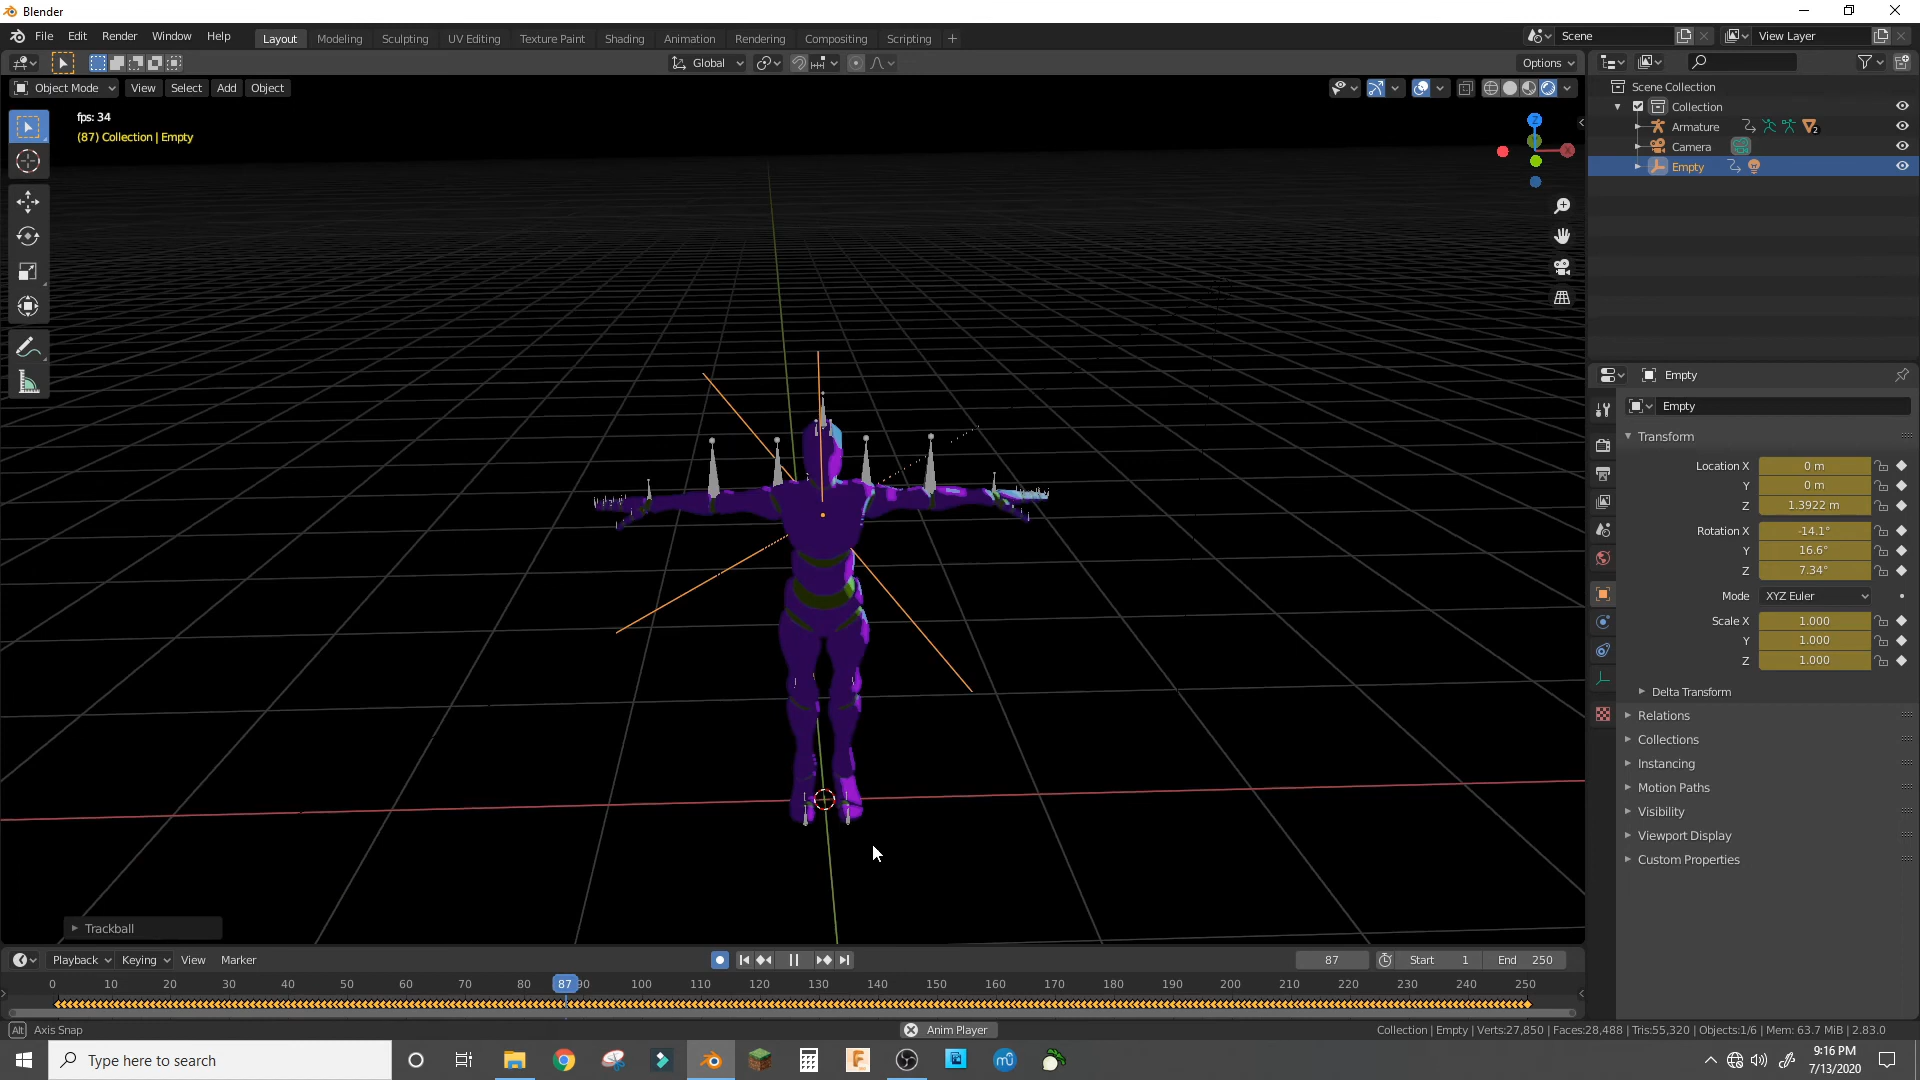 Blender
File Edit Render Window Help Layout Modeling Sculpting UV Editing Texture Paint Shading Animation Rendering Compositing Scripting + Scene View Layer
Global Options
Object Mode View Select Add Object
fps: 34
(87) Collection | Empty
Z
X
Scene Collection
Collection
Armature 2
Camera
Empty
Empty
Empty
Transform
Location X 0 m
Y 0 m
Z 1.3922 m
Rotation X -14.1°
Y 16.6°
Z 7.34°
Mode XYZ Euler
Scale X 1.000
Y 1.000
Z 1.000
Delta Transform
Relations
Collections
Instancing
Motion Paths
Visibility
Viewport Display
Custom Properties
Trackball
Playback Keying View Marker 87 Start 1 End 250
0 10 20 30 40 50 60 70 80 87 90 100 110 120 130 140 150 160 170 180 190 200 210 220 230 240 250
Alt Axis Snap Anim Player Collection | Empty | Verts:27,850 | Faces:28,488 | Tris:55,320 | Objects:1/6 | Mem: 63.7 MiB | 2.83.0
Type here to search
9:16 PM
7/13/2020